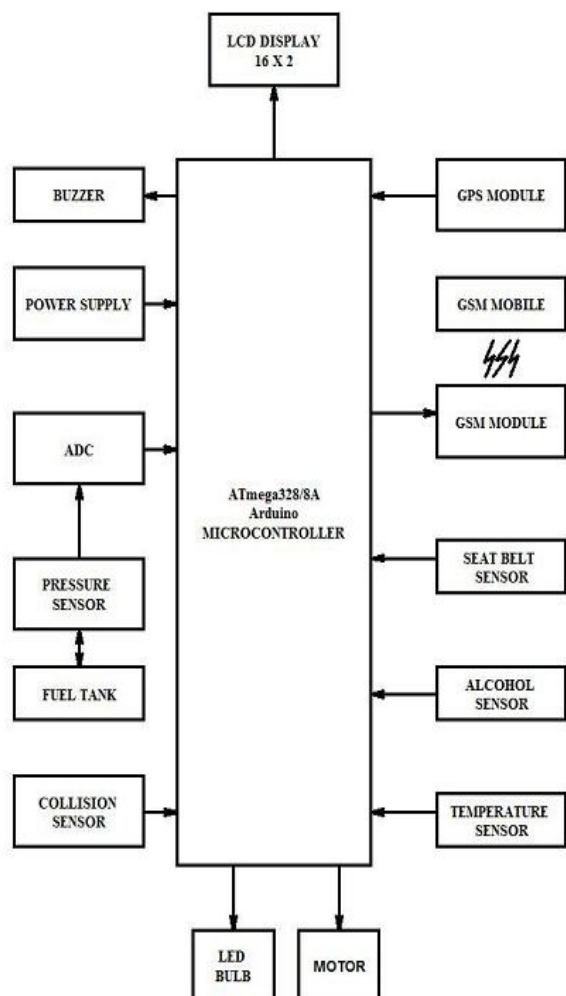 LCD DISPLAY
16 X 2
BUZZER
GPS MODULE
POWER SUPPLY
GSM MOBILE
ADC
GSM MODULE
ATmega328/8A
Arduino
MICROCONTROLLER
PRESSURE
SENSOR
SEAT BELT
SENSOR
FUEL TANK
ALCOHOL
SENSOR
COLLISION
SENSOR
TEMPERATURE
SENSOR
LED
BULB
MOTOR